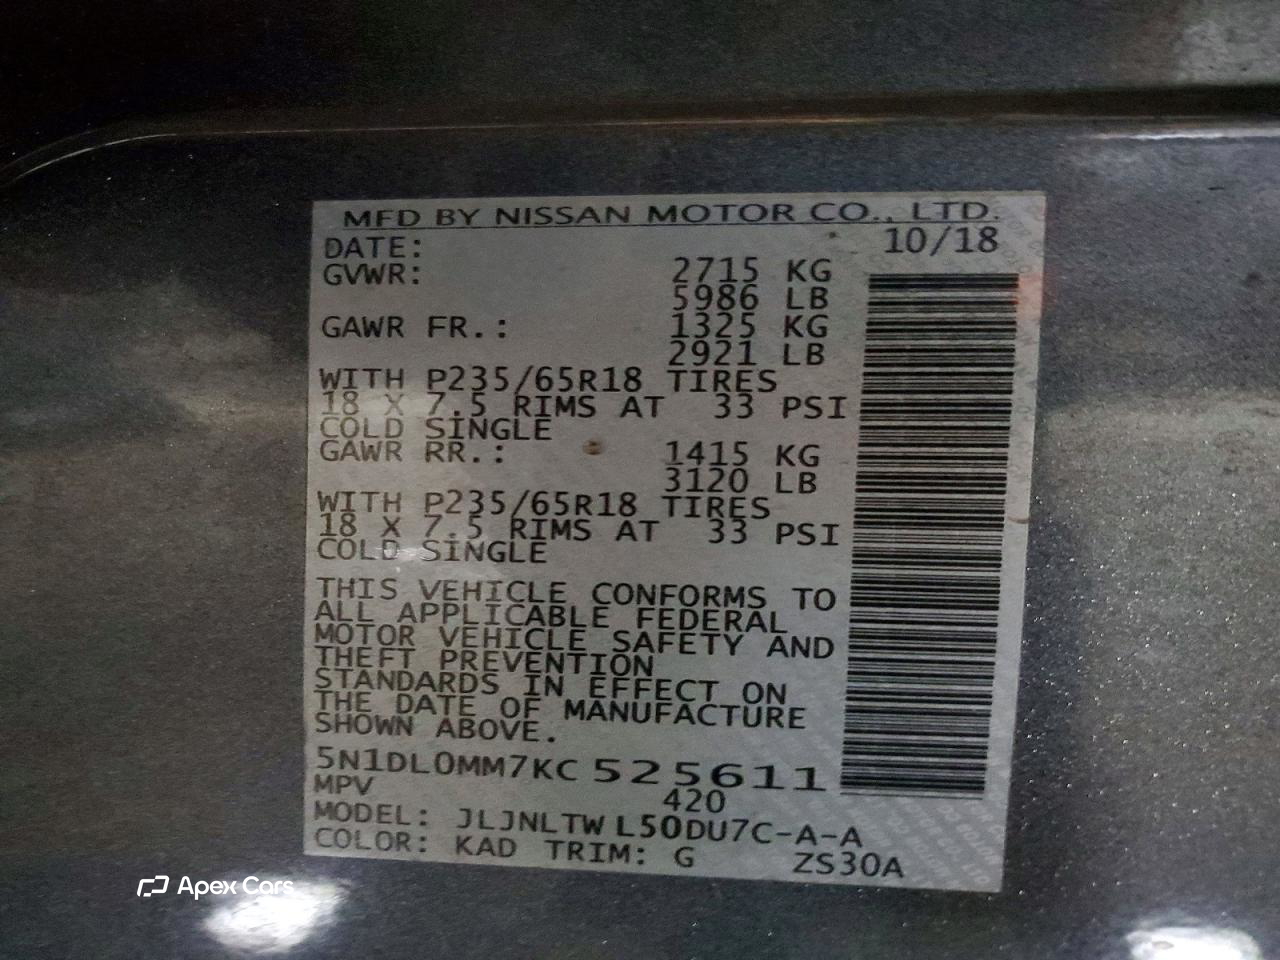 MFD BY NISSAN MOTOR CO., LTD.
DATE: 10/18
GVWR: 2715 KG
5986 LB
GAWR FR.: 1325 KG
2921 LB
WITH P235/65R18 TIRES
18 X 7.5 RIMS AT 33 PSI
COLD SINGLE
GAWR RR.: 1415 KG
3120 LB
WITH P235/65R18 TIRES
18 X 7.5 RIMS AT 33 PSI
COLD SINGLE
THIS VEHICLE CONFORMS TO
ALL APPLICABLE FEDERAL
MOTOR VEHICLE SAFETY AND
THEFT PREVENTION
STANDARDS IN EFFECT ON
THE DATE OF MANUFACTURE
SHOWN ABOVE.
5N1DL0MM7KC 525611
MPV 420
MODEL: JLJNLTW L50DU7C-A-A
COLOR: KAD TRIM: G ZS30A
Apex Cars